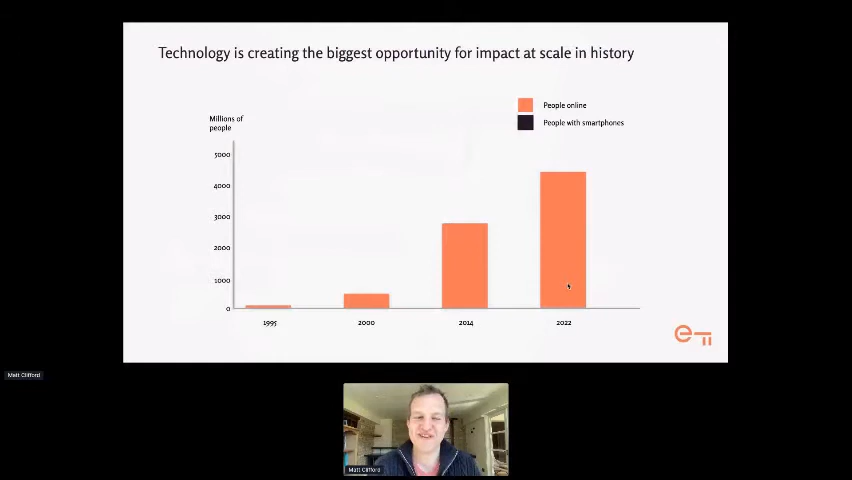 Technology is creating the biggest opportunity for impact at scale in history
People online
People with smartphones
Millions of
people
5000
4000
3000
2000
1000
0
1995
2000
2014
2022
Matt Clifford
Matt Clifford